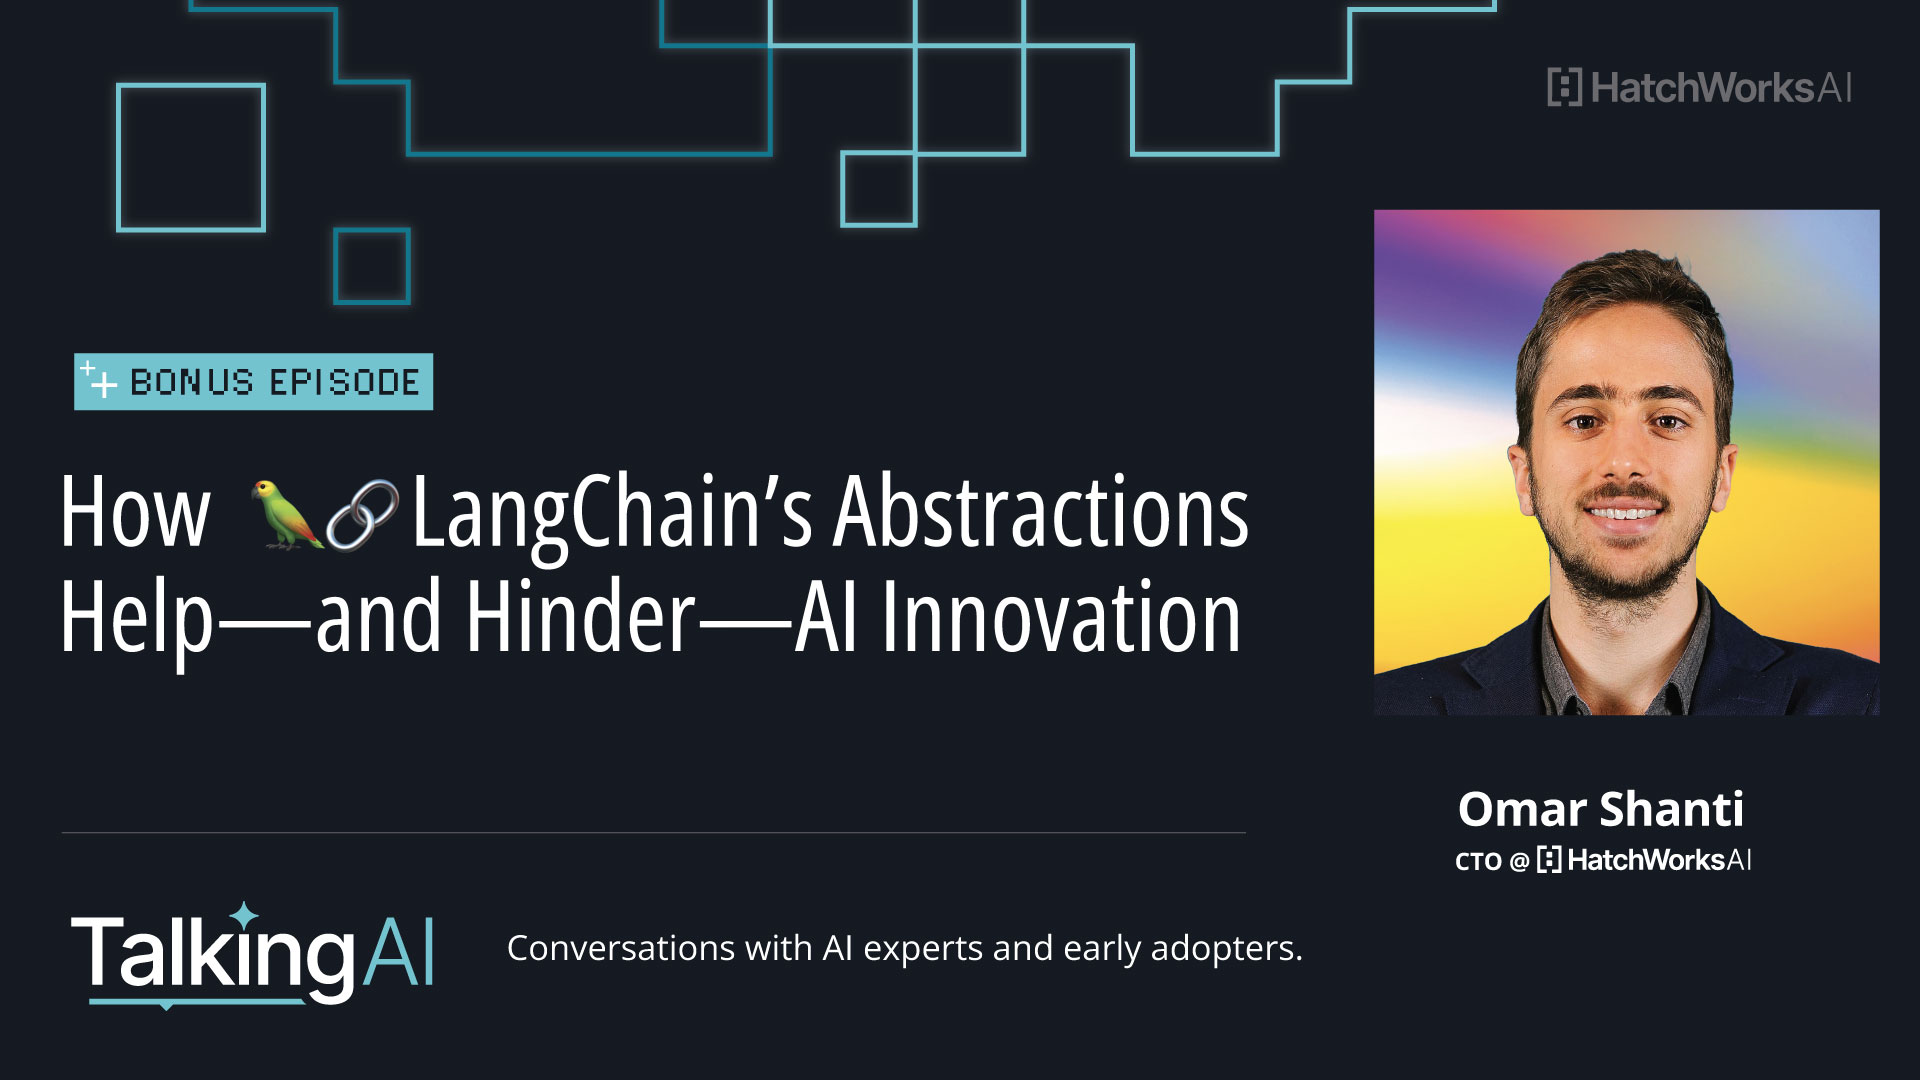 HatchWorksAI
BONUS EPISODE
How 🦜🔗 LangChain’s Abstractions
Help—and Hinder—AI Innovation
Omar Shanti
CTO @ HatchWorksAI
TalkingAI
Conversations with AI experts and early adopters.